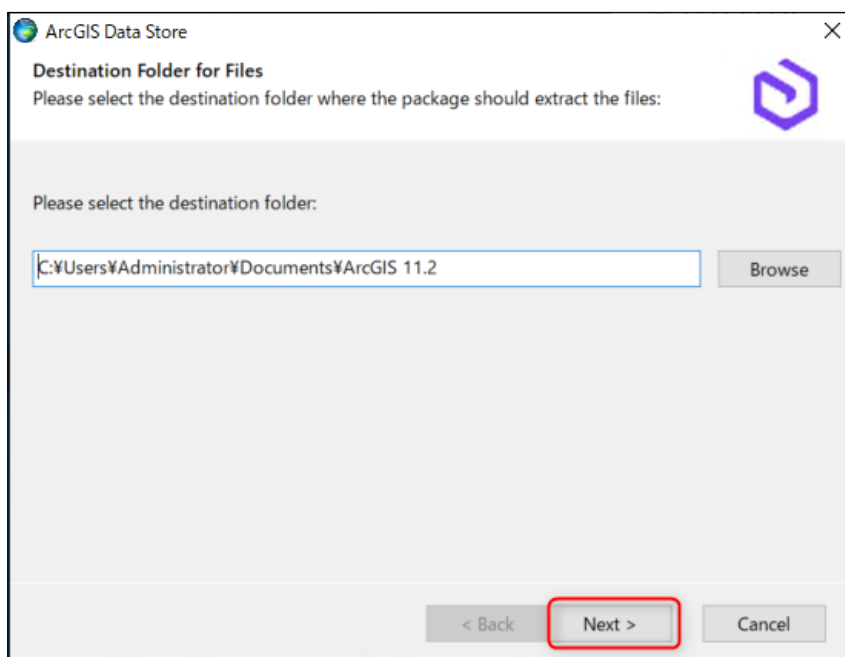 ArcGIS Data Store
Destination Folder for Files
Please select the destination folder where the package should extract the files:
Please select the destination folder:
C:¥Users¥Administrator¥Documents¥ArcGIS 11.2
Browse
< Back
Next >
Cancel